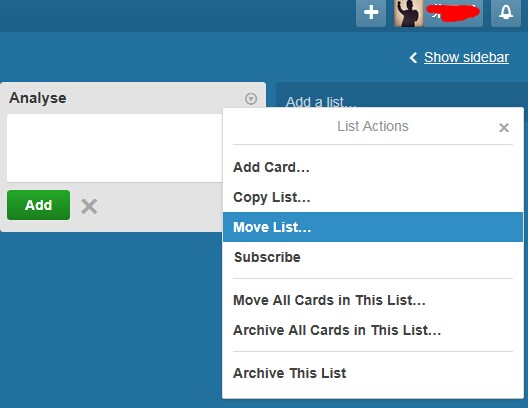 Show sidebar
Analyse
Add a list…
List Actions
Add Card…
Copy List…
Add
Move List…
Subscribe
Move All Cards in This List…
Archive All Cards in This List…
Archive This List